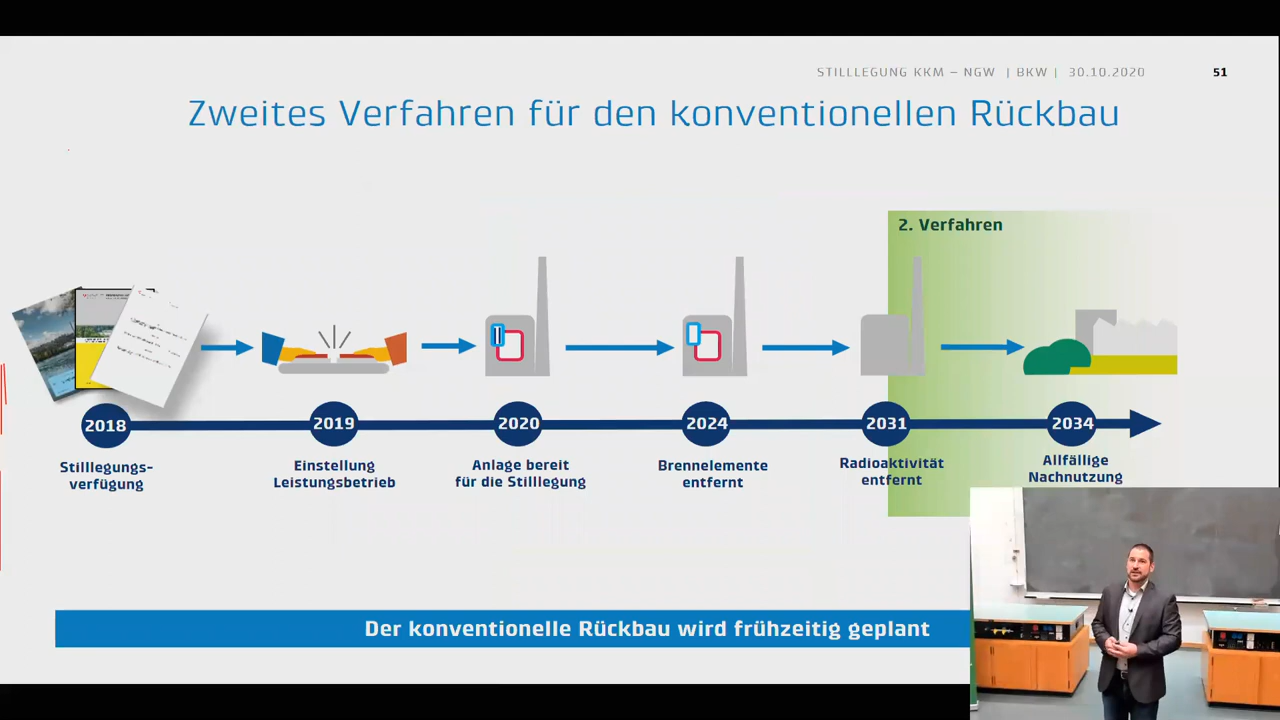 STILLLEGUNG KKM – NGW | BKW | 30.10.2020 51
Zweites Verfahren für den konventionellen Rückbau
2. Verfahren
2018
2019
2020
2024
2031
2034
Stilllegungs-
verfügung
Einstellung
Leistungsbetrieb
Anlage bereit
für die Stilllegung
Brennelemente
entfernt
Radioaktivität
entfernt
Allfällige
Nachnutzung
Der konventionelle Rückbau wird frühzeitig geplant